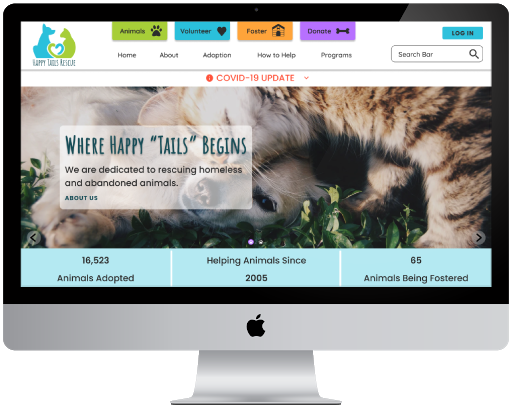 Animals
Volunteer
Foster
Donate
LOG IN
HAPPY TAILS RESCUE
Home
About
Adoption
How to Help
Programs
Search Bar
COVID-19 UPDATE
WHERE HAPPY “TAILS” BEGINS
We are dedicated to rescuing homeless
and abandoned animals.
ABOUT US
16,523
Animals Adopted
Helping Animals Since
2005
65
Animals Being Fostered